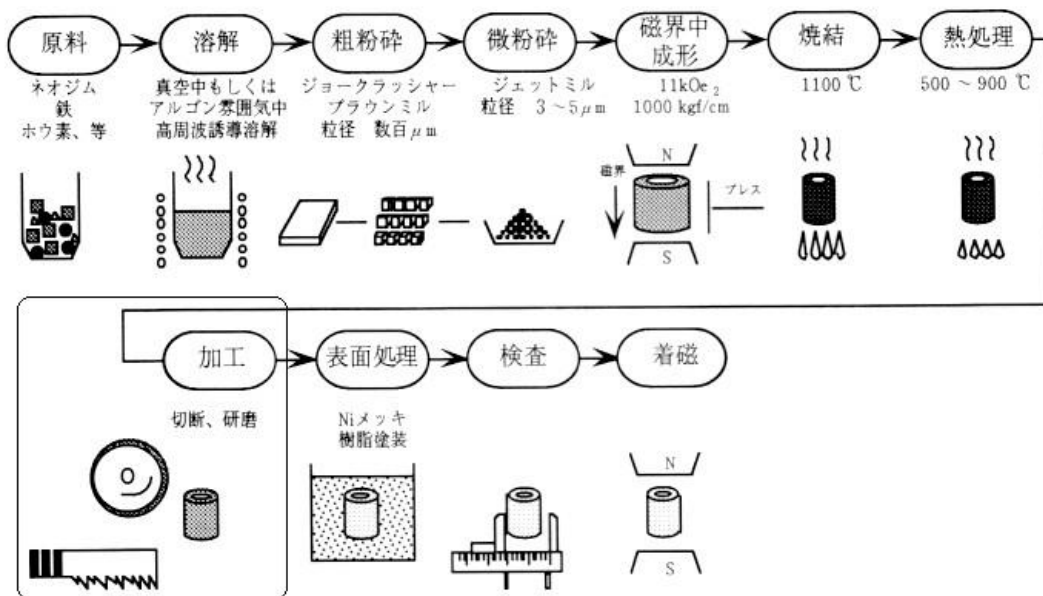 原料
溶解
粗粉砕
微粉砕
磁界中
成形
焼結
熱処理
ネオジム
鉄
ホウ素、等
真空中もしくは
アルゴン雰囲気中
高周波誘導溶解
ジョークラッシャー
ブラウンミル
粒径 数百μm
ジェットミル
粒径 3～5μm
11kOe 2
1000 kgf/cm
1100 ℃
500 ～ 900 ℃
N
磁界
プレス
S
加工
表面処理
検査
着磁
切断、研磨
Niメッキ
樹脂塗装
N
S